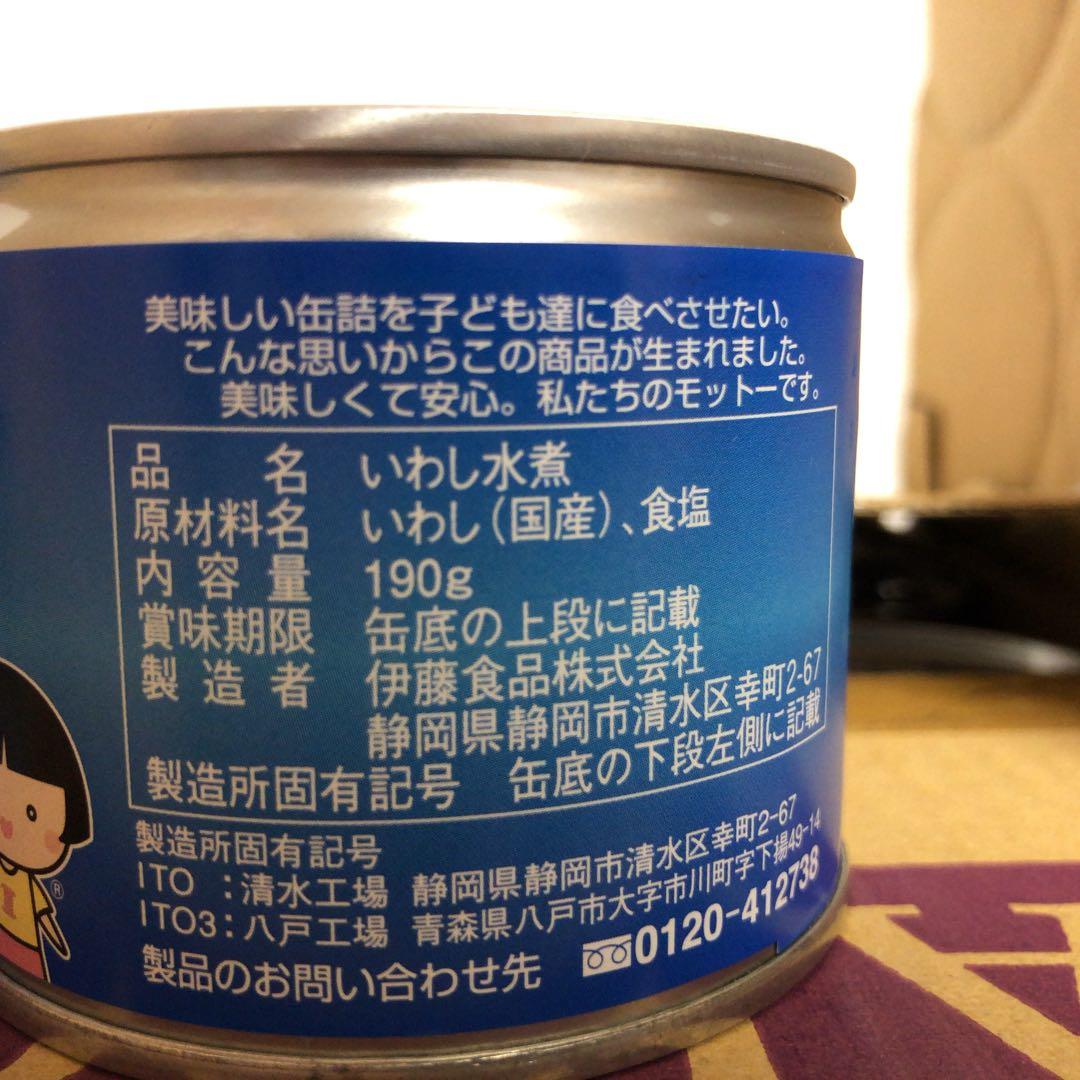 美味しい缶詰を子ども達に食べさせたい。
こんな思いからこの商品が生まれました。
美味しくて安心。私たちのモットーです。
品 名 いわし水煮
原材料名 いわし(国産)、食塩
内容量 190g
賞味期限 缶底の上段に記載
製造者 伊藤食品株式会社
静岡県静岡市清水区幸町2-67
製造所固有記号 缶底の下段左側に記載
製造所固有記号
ITO :清水工場 静岡県静岡市清水区幸町2-67
ITO3:八戸工場 青森県八戸市大字市川町字下揚49-14
製品のお問い合わせ先 0120-412738
®